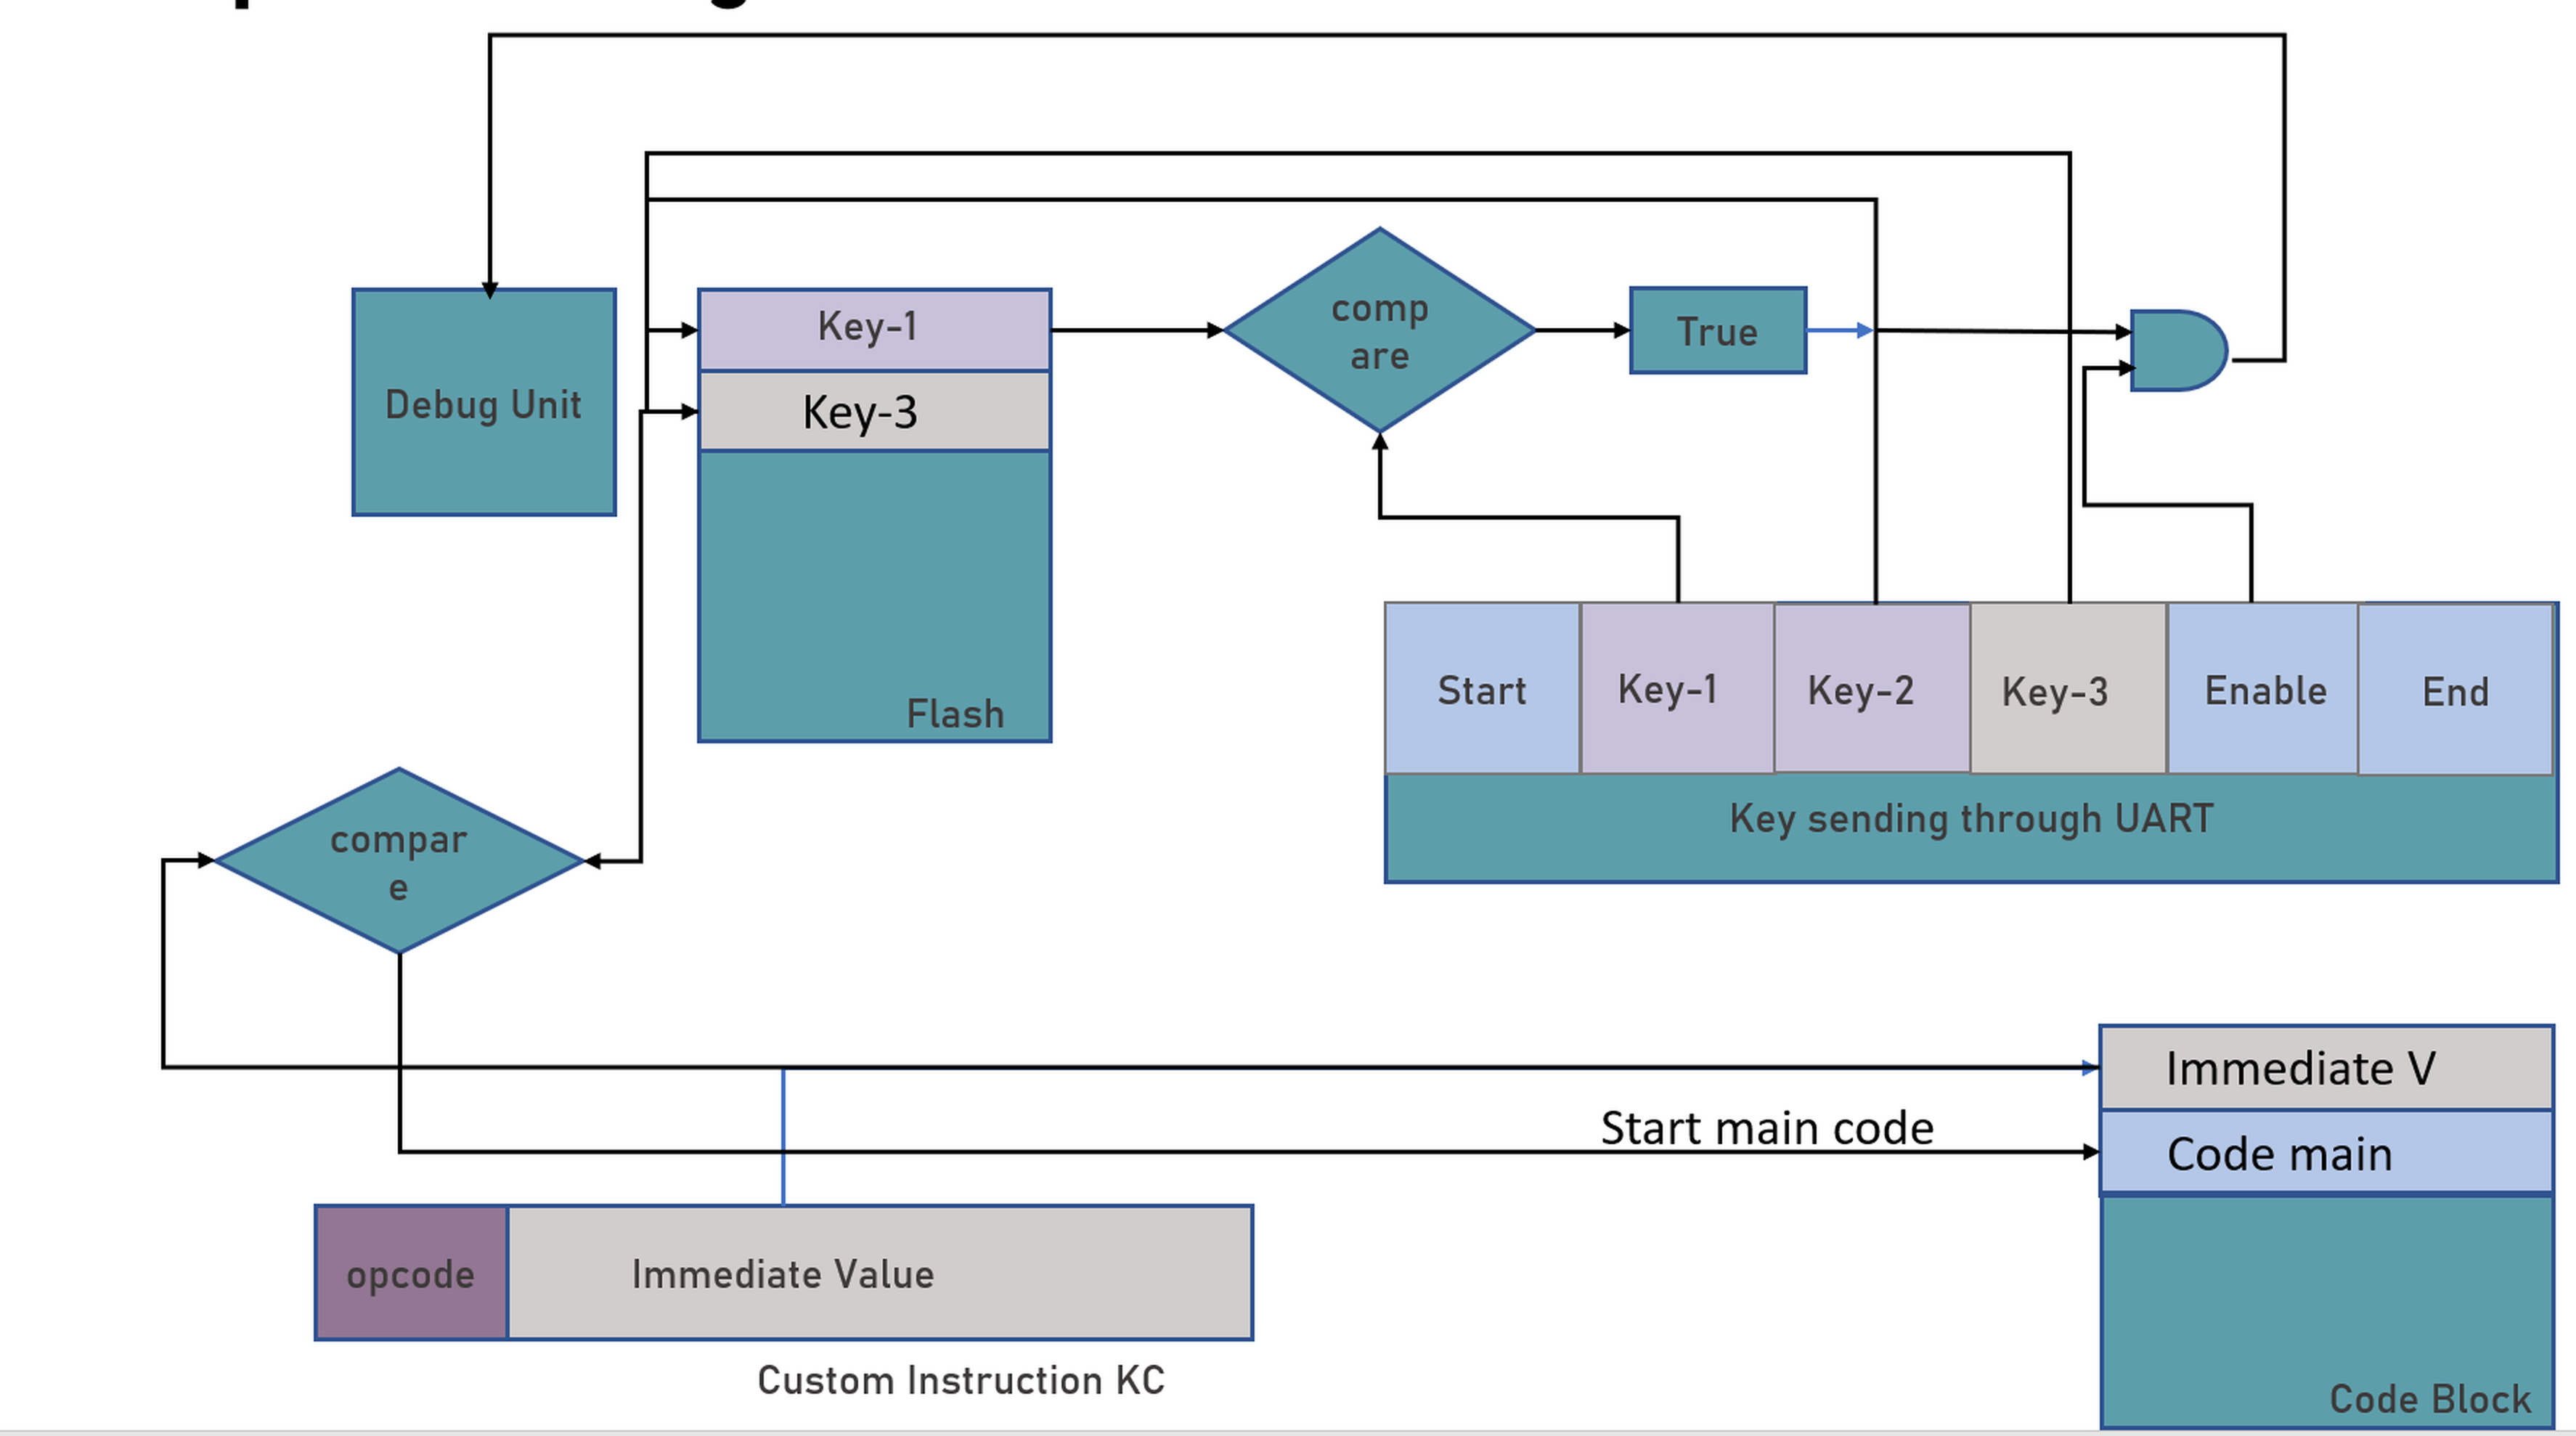 comp
are
True
Key-1
Key-3
Debug Unit
Flash
Start
Key-1
Key-2
Key-3
Enable
End
Key sending through UART
compar
e
Immediate V
Start main code
Code main
opcode
Immediate Value
Custom Instruction KC
Code Block